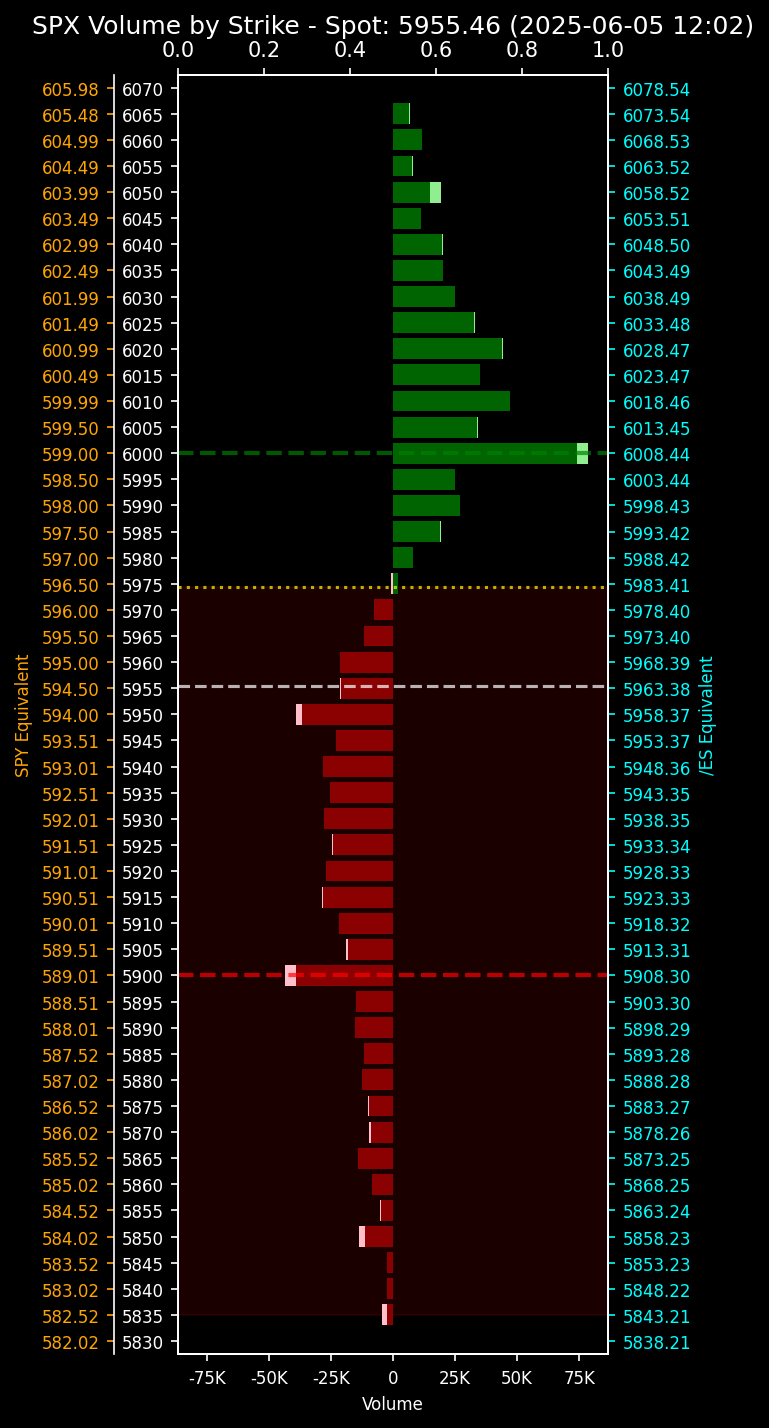 SPX Volume by Strike - Spot: 5955.46 (2025-06-05 12:02)
0.0 0.2 0.4 0.6 0.8 1.0
605.98 6070 6078.54
605.48 6065 6073.54
604.99 6060 6068.53
604.49 6055 6063.52
603.99 6050 6058.52
603.49 6045 6053.51
602.99 6040 6048.50
602.49 6035 6043.49
601.99 6030 6038.49
601.49 6025 6033.48
600.99 6020 6028.47
600.49 6015 6023.47
599.99 6010 6018.46
599.50 6005 6013.45
599.00 6000 6008.44
598.50 5995 6003.44
598.00 5990 5998.43
597.50 5985 5993.42
597.00 5980 5988.42
596.50 5975 5983.41
596.00 5970 5978.40
595.50 5965 5973.40
595.00 5960 5968.39
594.50 5955 5963.38
594.00 5950 5958.37
593.51 5945 5953.37
593.01 5940 5948.36
592.51 5935 5943.35
592.01 5930 5938.35
591.51 5925 5933.34
591.01 5920 5928.33
590.51 5915 5923.33
590.01 5910 5918.32
589.51 5905 5913.31
589.01 5900 5908.30
588.51 5895 5903.30
588.01 5890 5898.29
587.52 5885 5893.28
587.02 5880 5888.28
586.52 5875 5883.27
586.02 5870 5878.26
585.52 5865 5873.25
585.02 5860 5868.25
584.52 5855 5863.24
584.02 5850 5858.23
583.52 5845 5853.23
583.02 5840 5848.22
582.52 5835 5843.21
582.02 5830 5838.21
SPY Equivalent
/ES Equivalent
-75K -50K -25K 0 25K 50K 75K
Volume